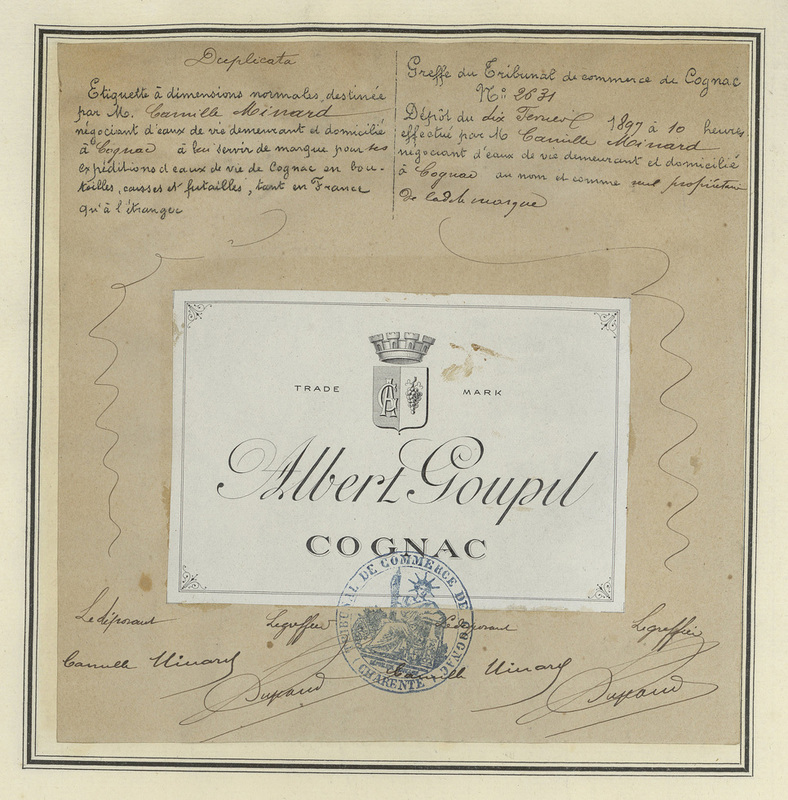 Duplicata
Etiquette à dimensions normales, destinée
par Mr. Camille Minard
négociant d'eaux de vie demeurant et domicilié
à Cognac à lui servir de marque pour ses
expéditions d'eaux de vie de Cognac en bou-
teilles, caisses et futailles, tant en France
qu'à l'étranger
Greffe du Tribunal de commerce de Cognac
No 2631
Dépôt du dix 1897 à 10 heures
effectué par M Camille Minard
négociant d'eaux de vie demeurant et domicilié
à Cognac au nom et comme seul propriétaire
de ladite marque
TRADE MARK
AG
Albert Goupil
COGNAC
TRIBUNAL DE COMMERCE DE COGNAC
CHARENTE
Le déposant Le greffier Le déposant Le greffier
Camille Minard Camille Minard